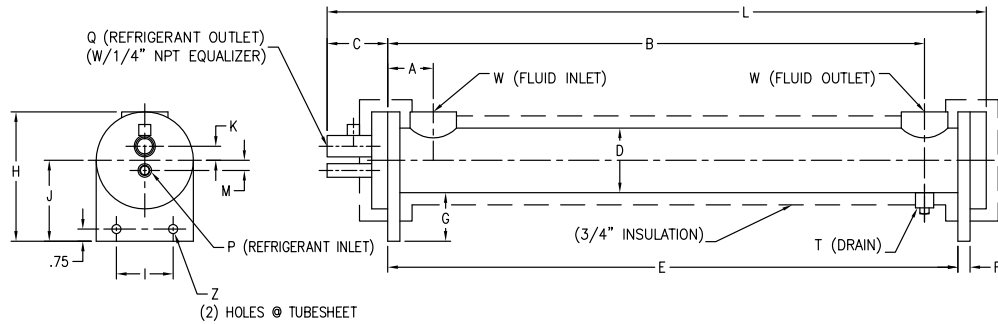 L
Q (REFRIGERANT OUTLET)
(W/1/4" NPT EQUALIZER)
C
B
A
W (FLUID INLET)
W (FLUID OUTLET)
K
H
D
J
M
G
P (REFRIGERANT INLET)
(3/4" INSULATION)
T (DRAIN)
.75
I
E
F
Z
(2) HOLES @ TUBESHEET